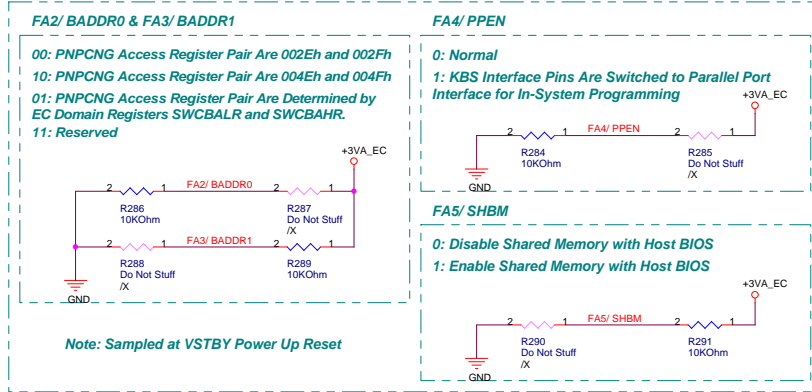 FA2/ BADDR0 & FA3/ BADDR1
00: PNPCNG Access Register Pair Are 002Eh and 002Fh
10: PNPCNG Access Register Pair Are 004Eh and 004Fh
01: PNPCNG Access Register Pair Are Determined by
EC Domain Registers SWCBALR and SWCBAHR.
11: Reserved
+3VA_EC
2 1 FA2/ BADDR0 2 1
R286
10KOhm
R287
Do Not Stuff
/X
2 1 FA3/ BADDR1 2 1
R288
Do Not Stuff
/X
R289
10KOhm
GND
Note: Sampled at VSTBY Power Up Reset
FA4/ PPEN
0: Normal
1: KBS Interface Pins Are Switched to Parallel Port
Interface for In-System Programming
+3VA_EC
2 1 FA4/ PPEN 2 1
R284
10KOhm
R285
Do Not Stuff
/X
GND
FA5/ SHBM
0: Disable Shared Memory with Host BIOS
1: Enable Shared Memory with Host BIOS
+3VA_EC
2 1 FA5/ SHBM 2 1
R290
Do Not Stuff
/X
R291
10KOhm
GND